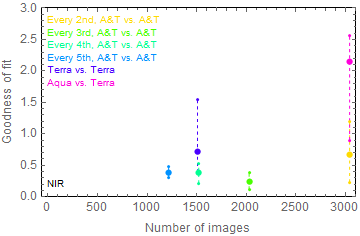 3.0
Every 2nd, A&T vs. A&T
Every 3rd, A&T vs. A&T
2.5
Every 4th, A&T vs. A&T
Every 5th, A&T vs. A&T
Terra vs. Terra
2.0
Aqua vs. Terra
Goodness of fit
1.5
1.0
0.5
NIR
0.0
0 500 1000 1500 2000 2500 3000
Number of images